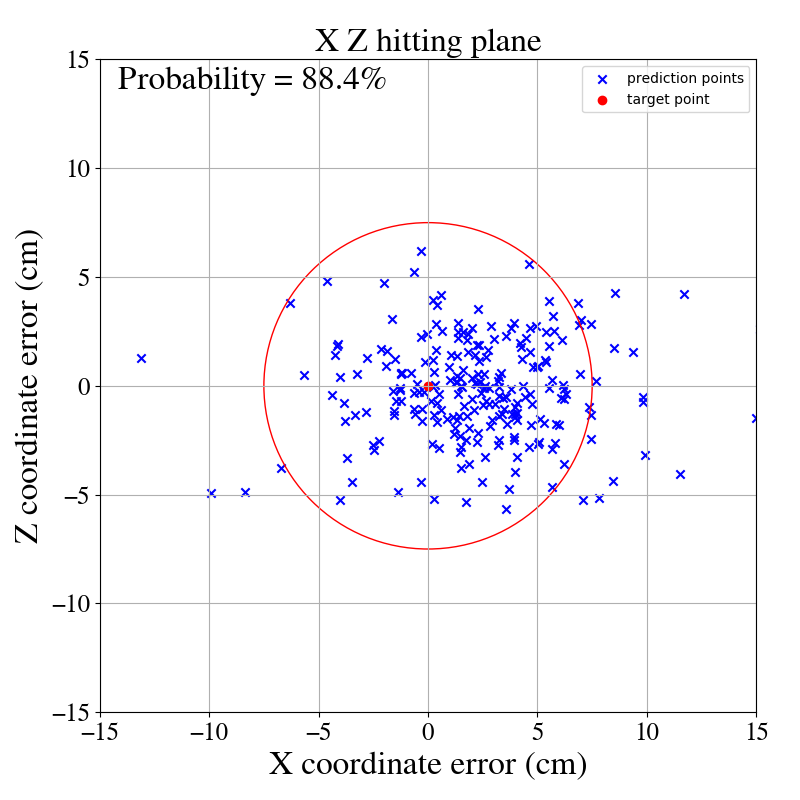 X Z hitting plane
Probability = 88.4%
prediction points
target point
15
10
5
0
−5
−10
−15
−15
−10
−5
0
5
10
15
Z coordinate error (cm)
X coordinate error (cm)